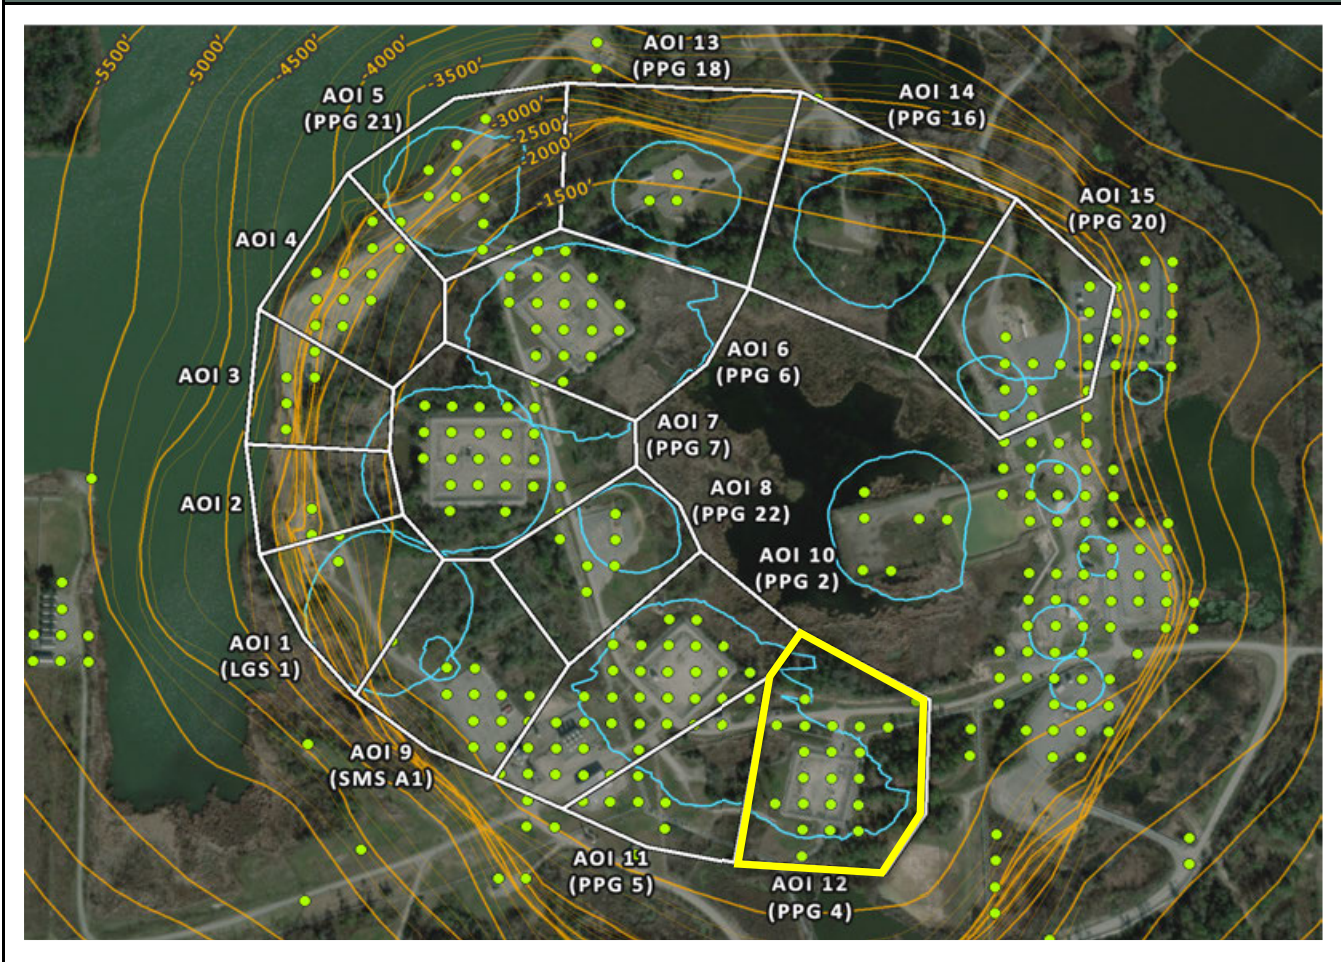 -5500'
-5000'
-4500'
-4000'
-3500'
-3000'
-2500'
-2000'
-1500'
AOI 13
(PPG 18)
AOI 5
(PPG 21)
AOI 14
(PPG 16)
AOI 15
(PPG 20)
AOI 4
AOI 3
AOI 6
(PPG 6)
AOI 7
(PPG 7)
AOI 2
AOI 8
(PPG 22)
AOI 10
(PPG 2)
AOI 1
(LGS 1)
AOI 9
(SMS A1)
AOI 11
(PPG 5)
AOI 12
(PPG 4)